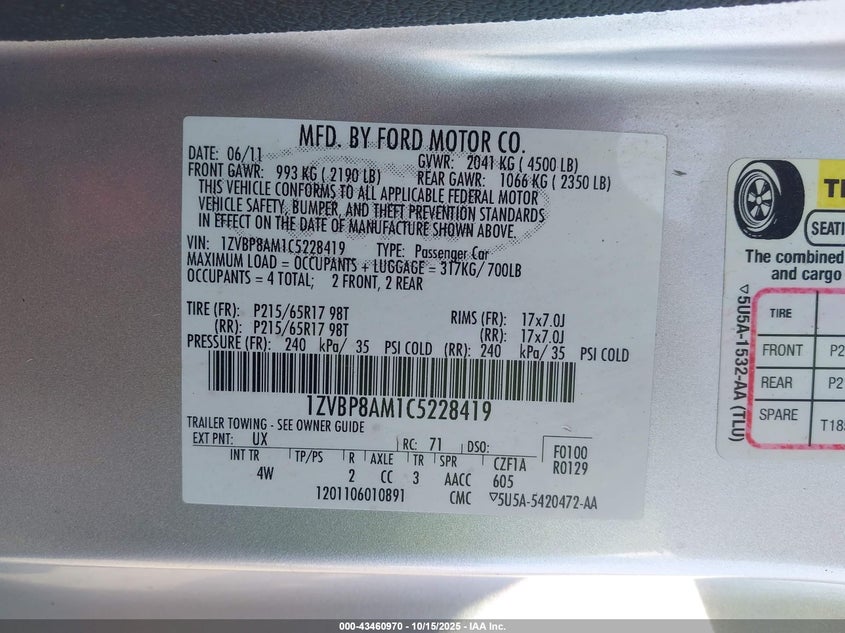 MFD. BY FORD MOTOR CO.
DATE: 06/11 GVWR: 2041 KG ( 4500 LB)
FRONT GAWR: 993 KG ( 2190 LB) REAR GAWR: 1066 KG ( 2350 LB)
THIS VEHICLE CONFORMS TO ALL APPLICABLE FEDERAL MOTOR
VEHICLE SAFETY, BUMPER, AND THEFT PREVENTION STANDARDS
IN EFFECT ON THE DATE OF MANUFACTURE SHOWN ABOVE.
VIN: 1ZVBP8AM1C5228419 TYPE: Passenger Car
MAXIMUM LOAD = OCCUPANTS + LUGGAGE = 317KG/ 700LB
OCCUPANTS = 4 TOTAL; 2 FRONT, 2 REAR
TIRE (FR): P215/65R17 98T RIMS (FR): 17x7.0J
(RR): P215/65R17 98T (RR): 17x7.0J
PRESSURE (FR): 240 kPa/ 35 PSI COLD (RR): 240 kPa/ 35 PSI COLD
1ZVBP8AM1C5228419
TRAILER TOWING - SEE OWNER GUIDE
EXT PNT: UX RC: 71 DSO: F0100
R0129
INT TR TP/PS R AXLE TR SPR CZF1A
4W 2 CC 3 AACC 605
1201106010891 CMC ▽5U5A-5420472-AA
▽5U5A-1532-AA (TLU)
SEATI
The combined
and cargo
TIRE
FRONT P2
REAR P2
SPARE T185
000-43460970 - 10/15/2025 - IAA Inc.